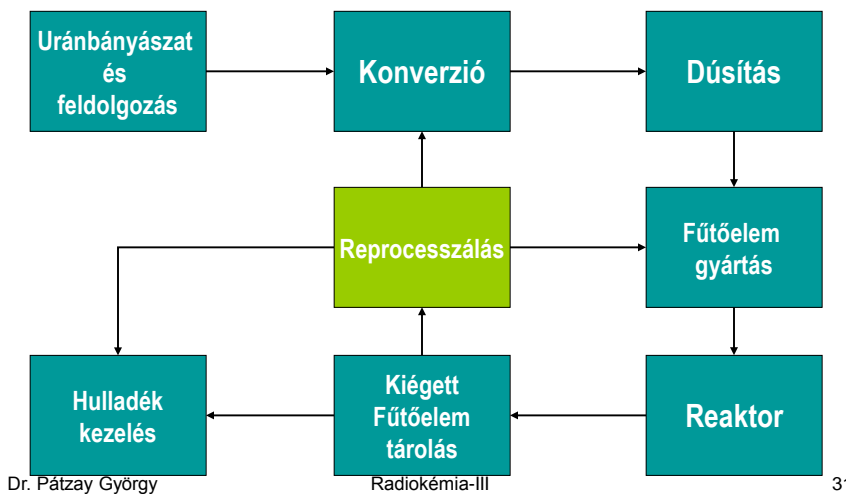 Uránbányászat
és
feldolgozás
Konverzió
Dúsítás
Reprocesszálás
Fűtőelem
gyártás
Hulladék
kezelés
Kiégett
Fűtőelem
tárolás
Reaktor
Dr. Pátzay György
Radiokémia-III
31